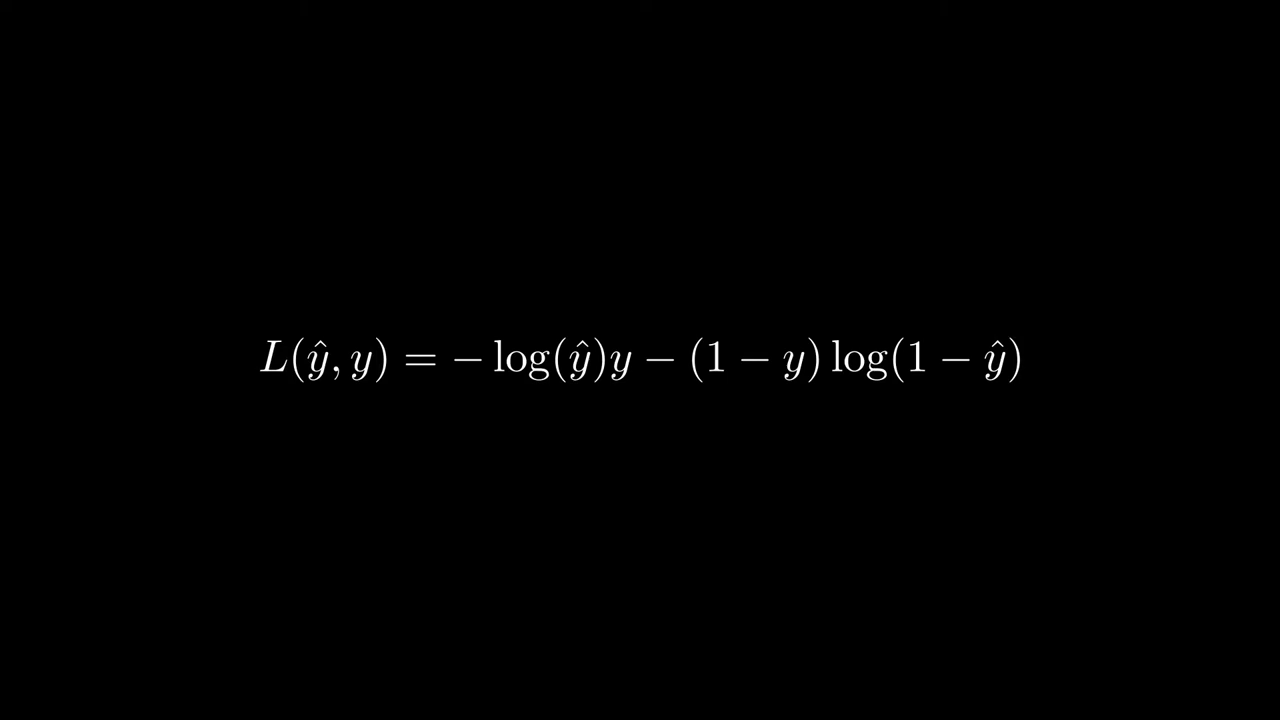 L(ŷ, y) = − log(ŷ)y − (1 − y) log(1 − ŷ)